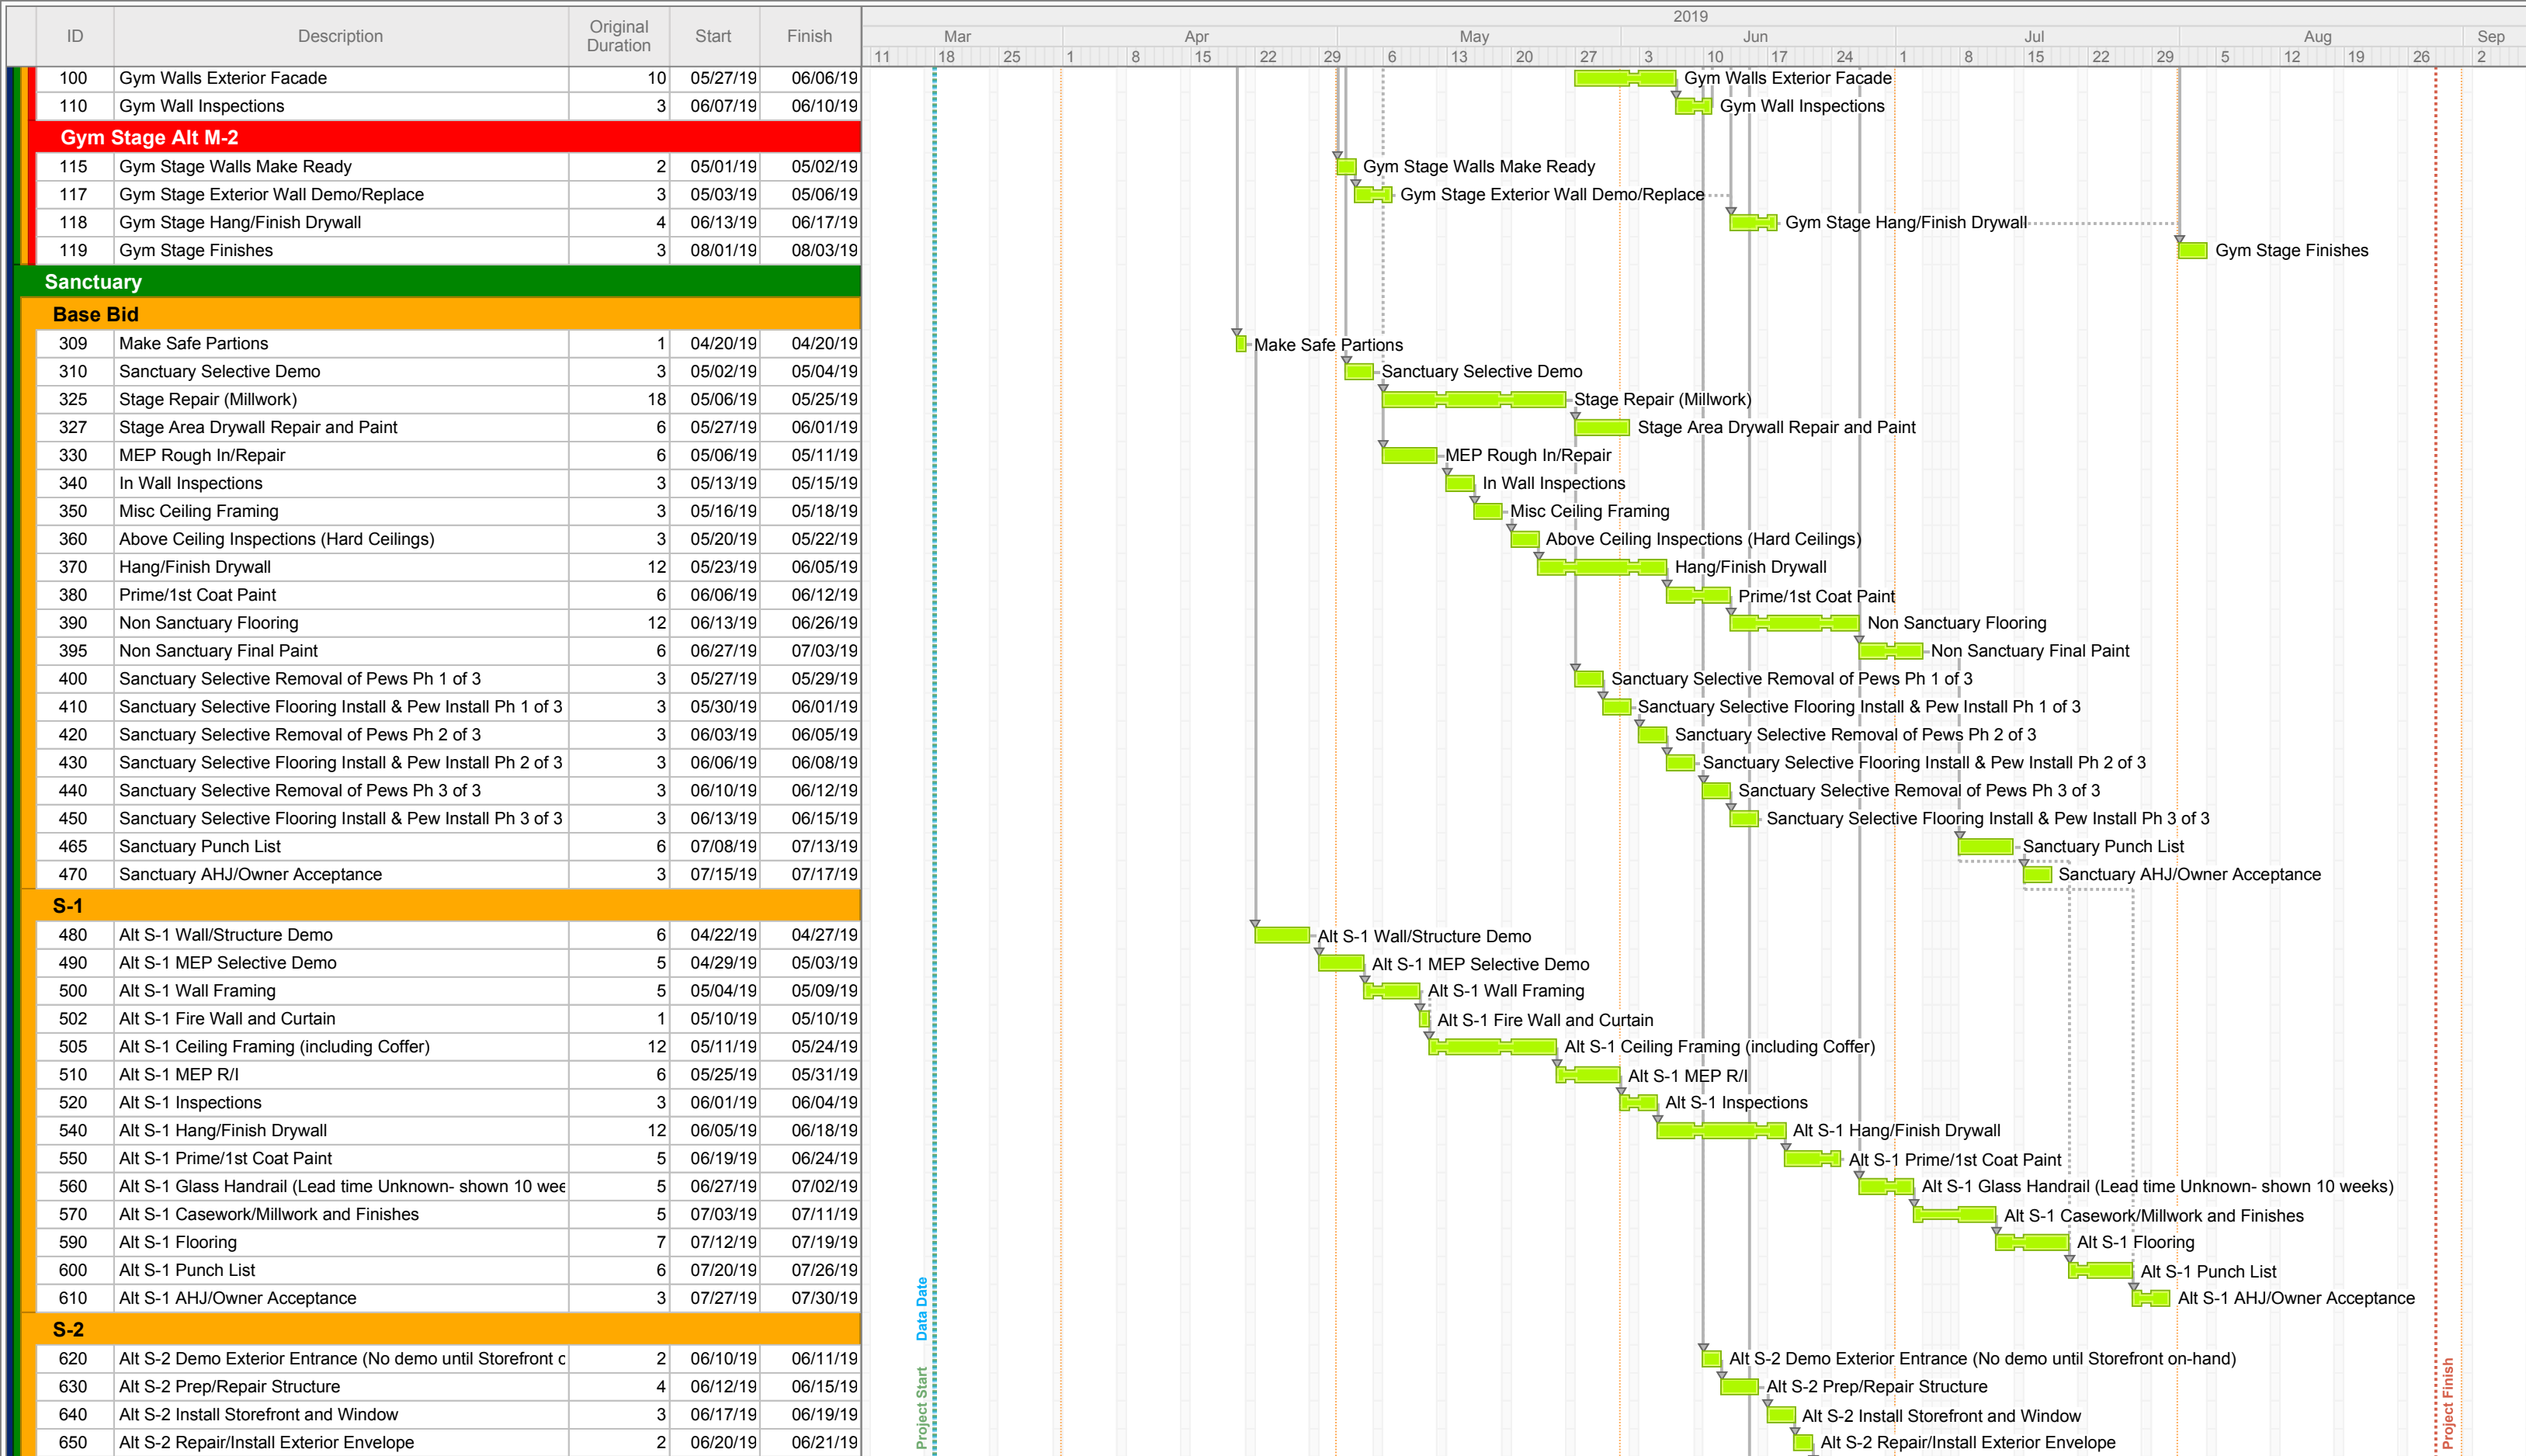 2019
ID Description Original Duration Start Finish Mar Apr May Jun Jul Aug Sep
11 18 25 1 8 15 22 29 6 13 20 27 3 10 17 24 1 8 15 22 29 5 12 19 26 2
100 Gym Walls Exterior Facade 10 05/27/19 06/06/19 Gym Walls Exterior Facade
110 Gym Wall Inspections 3 06/07/19 06/10/19 Gym Wall Inspections
Gym Stage Alt M-2
115 Gym Stage Walls Make Ready 2 05/01/19 05/02/19 Gym Stage Walls Make Ready
117 Gym Stage Exterior Wall Demo/Replace 3 05/03/19 05/06/19 Gym Stage Exterior Wall Demo/Replace
118 Gym Stage Hang/Finish Drywall 4 06/13/19 06/17/19 Gym Stage Hang/Finish Drywall
119 Gym Stage Finishes 3 08/01/19 08/03/19 Gym Stage Finishes
Sanctuary
Base Bid
309 Make Safe Partions 1 04/20/19 04/20/19 Make Safe Partions
310 Sanctuary Selective Demo 3 05/02/19 05/04/19 Sanctuary Selective Demo
325 Stage Repair (Millwork) 18 05/06/19 05/25/19 Stage Repair (Millwork)
327 Stage Area Drywall Repair and Paint 6 05/27/19 06/01/19 Stage Area Drywall Repair and Paint
330 MEP Rough In/Repair 6 05/06/19 05/11/19 MEP Rough In/Repair
340 In Wall Inspections 3 05/13/19 05/15/19 In Wall Inspections
350 Misc Ceiling Framing 3 05/16/19 05/18/19 Misc Ceiling Framing
360 Above Ceiling Inspections (Hard Ceilings) 3 05/20/19 05/22/19 Above Ceiling Inspections (Hard Ceilings)
370 Hang/Finish Drywall 12 05/23/19 06/05/19 Hang/Finish Drywall
380 Prime/1st Coat Paint 6 06/06/19 06/12/19 Prime/1st Coat Paint
390 Non Sanctuary Flooring 12 06/13/19 06/26/19 Non Sanctuary Flooring
395 Non Sanctuary Final Paint 6 06/27/19 07/03/19 Non Sanctuary Final Paint
400 Sanctuary Selective Removal of Pews Ph 1 of 3 3 05/27/19 05/29/19 Sanctuary Selective Removal of Pews Ph 1 of 3
410 Sanctuary Selective Flooring Install & Pew Install Ph 1 of 3 3 05/30/19 06/01/19 Sanctuary Selective Flooring Install & Pew Install Ph 1 of 3
420 Sanctuary Selective Removal of Pews Ph 2 of 3 3 06/03/19 06/05/19 Sanctuary Selective Removal of Pews Ph 2 of 3
430 Sanctuary Selective Flooring Install & Pew Install Ph 2 of 3 3 06/06/19 06/08/19 Sanctuary Selective Flooring Install & Pew Install Ph 2 of 3
440 Sanctuary Selective Removal of Pews Ph 3 of 3 3 06/10/19 06/12/19 Sanctuary Selective Removal of Pews Ph 3 of 3
450 Sanctuary Selective Flooring Install & Pew Install Ph 3 of 3 3 06/13/19 06/15/19 Sanctuary Selective Flooring Install & Pew Install Ph 3 of 3
465 Sanctuary Punch List 6 07/08/19 07/13/19 Sanctuary Punch List
470 Sanctuary AHJ/Owner Acceptance 3 07/15/19 07/17/19 Sanctuary AHJ/Owner Acceptance
S-1
480 Alt S-1 Wall/Structure Demo 6 04/22/19 04/27/19 Alt S-1 Wall/Structure Demo
490 Alt S-1 MEP Selective Demo 5 04/29/19 05/03/19 Alt S-1 MEP Selective Demo
500 Alt S-1 Wall Framing 5 05/04/19 05/09/19 Alt S-1 Wall Framing
502 Alt S-1 Fire Wall and Curtain 1 05/10/19 05/10/19 Alt S-1 Fire Wall and Curtain
505 Alt S-1 Ceiling Framing (including Coffer) 12 05/11/19 05/24/19 Alt S-1 Ceiling Framing (including Coffer)
510 Alt S-1 MEP R/I 6 05/25/19 05/31/19 Alt S-1 MEP R/I
520 Alt S-1 Inspections 3 06/01/19 06/04/19 Alt S-1 Inspections
540 Alt S-1 Hang/Finish Drywall 12 06/05/19 06/18/19 Alt S-1 Hang/Finish Drywall
550 Alt S-1 Prime/1st Coat Paint 5 06/19/19 06/24/19 Alt S-1 Prime/1st Coat Paint
560 Alt S-1 Glass Handrail (Lead time Unknown- shown 10 wee 5 06/27/19 07/02/19 Alt S-1 Glass Handrail (Lead time Unknown- shown 10 weeks)
570 Alt S-1 Casework/Millwork and Finishes 5 07/03/19 07/11/19 Alt S-1 Casework/Millwork and Finishes
590 Alt S-1 Flooring 7 07/12/19 07/19/19 Alt S-1 Flooring
600 Alt S-1 Punch List 6 07/20/19 07/26/19 Alt S-1 Punch List
610 Alt S-1 AHJ/Owner Acceptance 3 07/27/19 07/30/19 Alt S-1 AHJ/Owner Acceptance
S-2
620 Alt S-2 Demo Exterior Entrance (No demo until Storefront o 2 06/10/19 06/11/19 Alt S-2 Demo Exterior Entrance (No demo until Storefront on-hand)
630 Alt S-2 Prep/Repair Structure 4 06/12/19 06/15/19 Alt S-2 Prep/Repair Structure
640 Alt S-2 Install Storefront and Window 3 06/17/19 06/19/19 Alt S-2 Install Storefront and Window
650 Alt S-2 Repair/Install Exterior Envelope 2 06/20/19 06/21/19 Alt S-2 Repair/Install Exterior Envelope
Data Date
Project Start
Project Finish